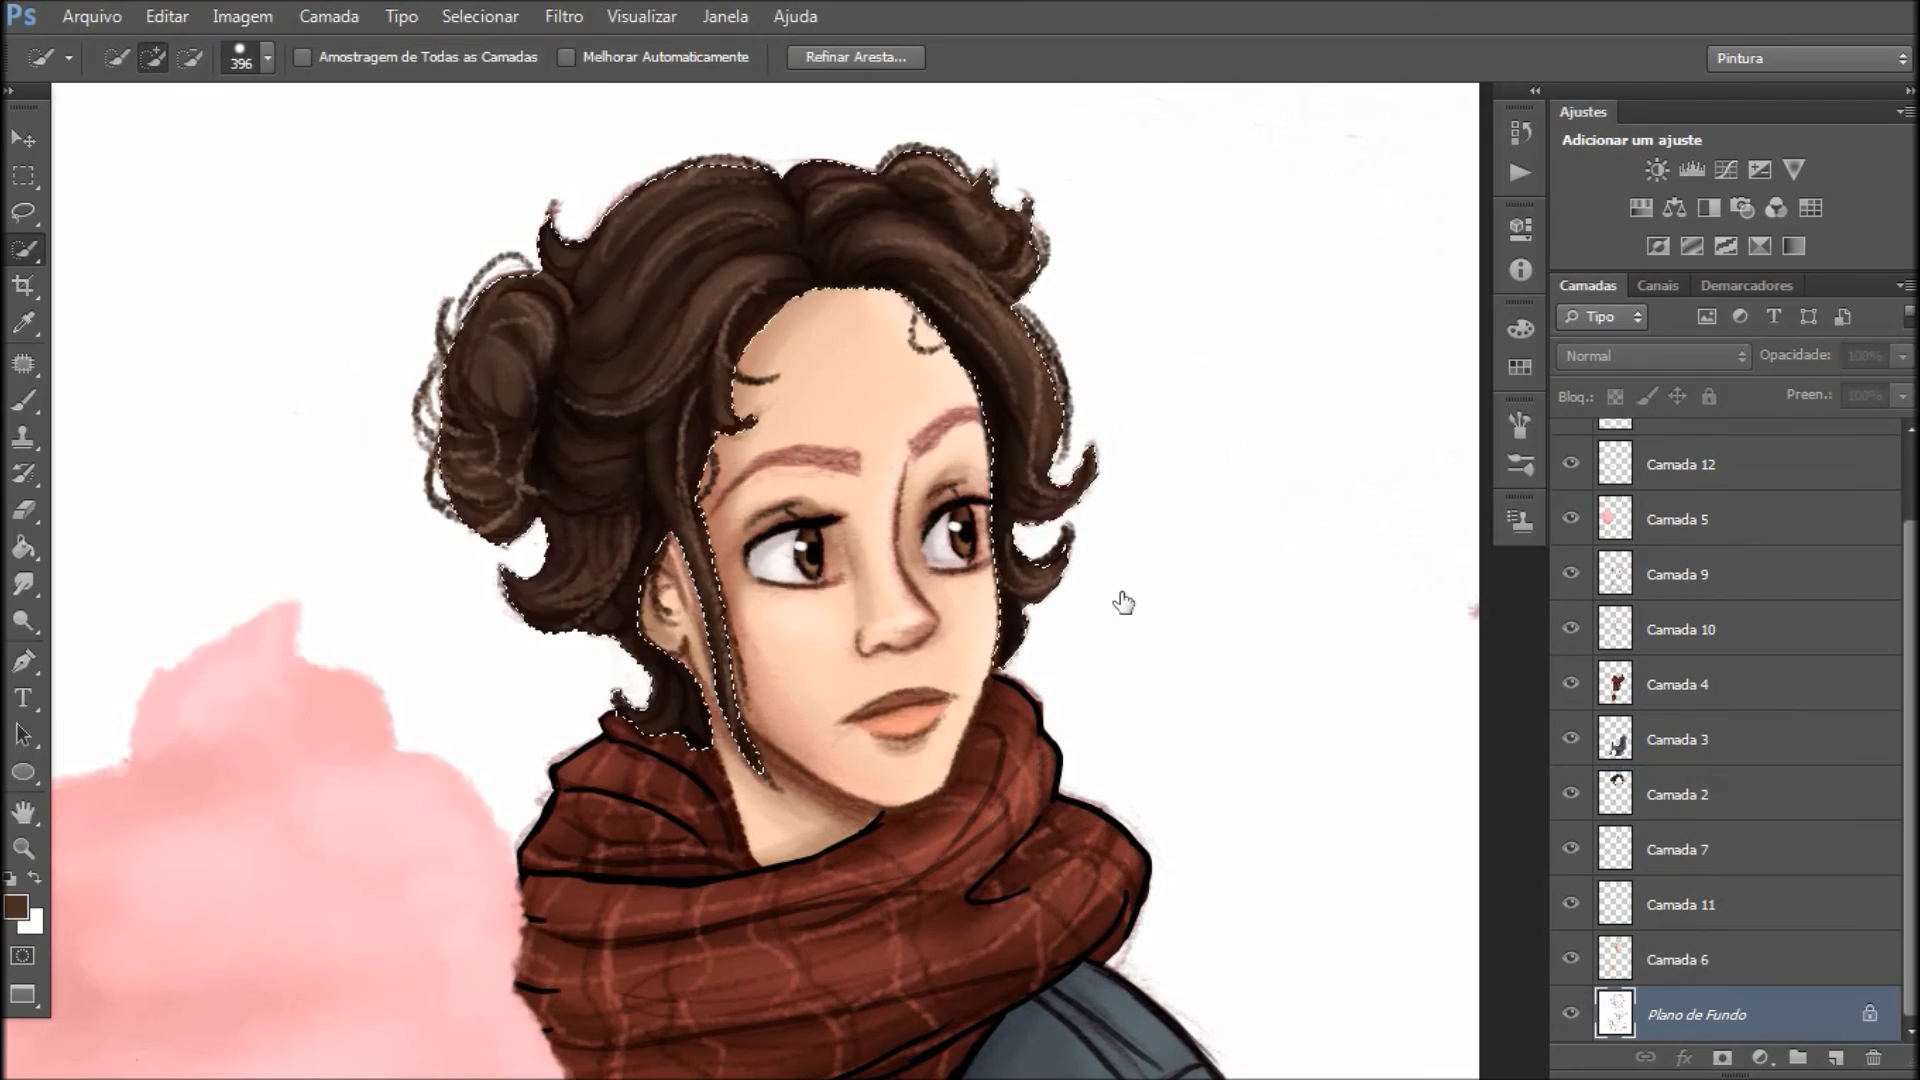 Ps Arquivo Editar Imagem Camada Tipo Selecionar Filtro Visualizar Janela Ajuda
396 Amostragem de Todas as Camadas Melhorar Automaticamente Refinar Aresta... Pintura
Ajustes
Adicionar um ajuste
Camadas Canais Demarcadores
Tipo
Normal Opacidade: 100%
Bloq.: Preen.: 100%
Camada 12
Camada 5
Camada 9
Camada 10
Camada 4
Camada 3
Camada 2
Camada 7
Camada 11
Camada 6
Plano de Fundo
fx